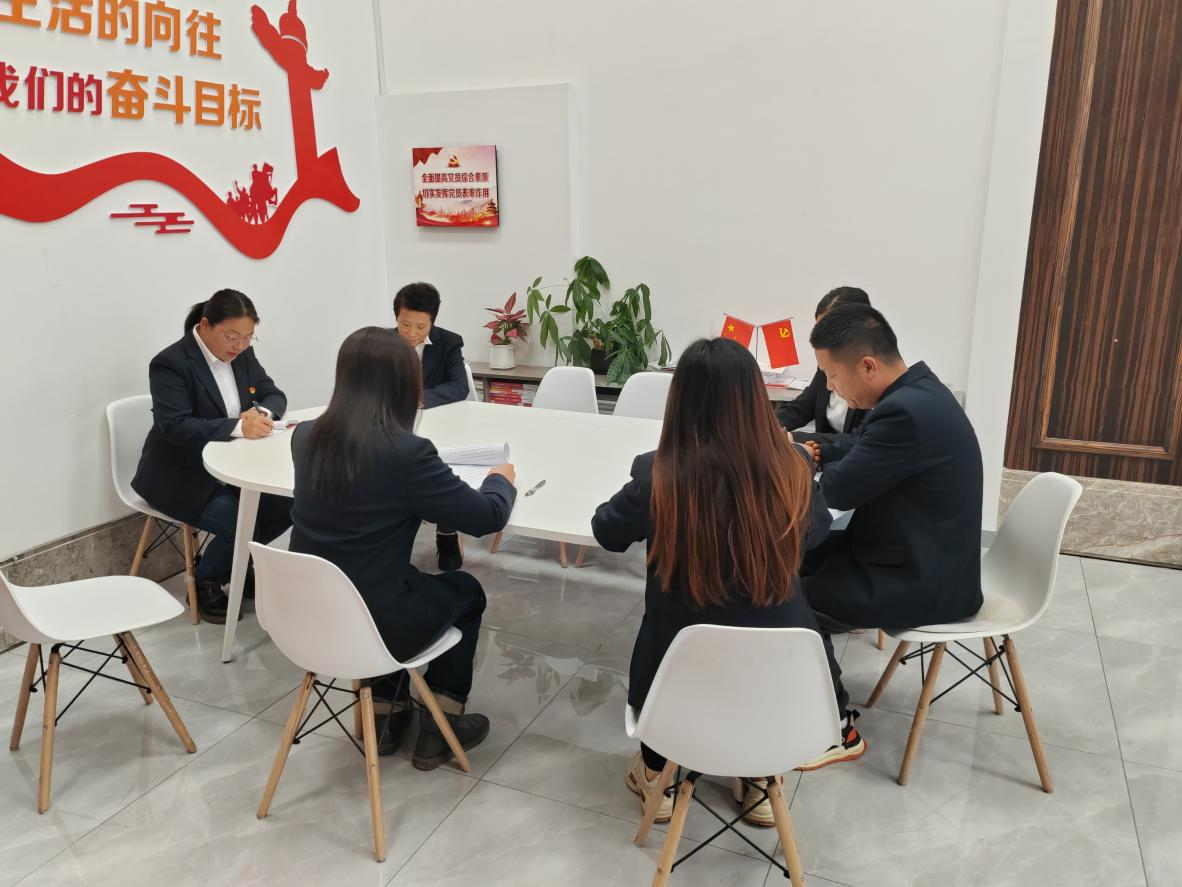 生活的向往
我们的奋斗目标
全面提高党员综合素质
切实发挥党员表率作用